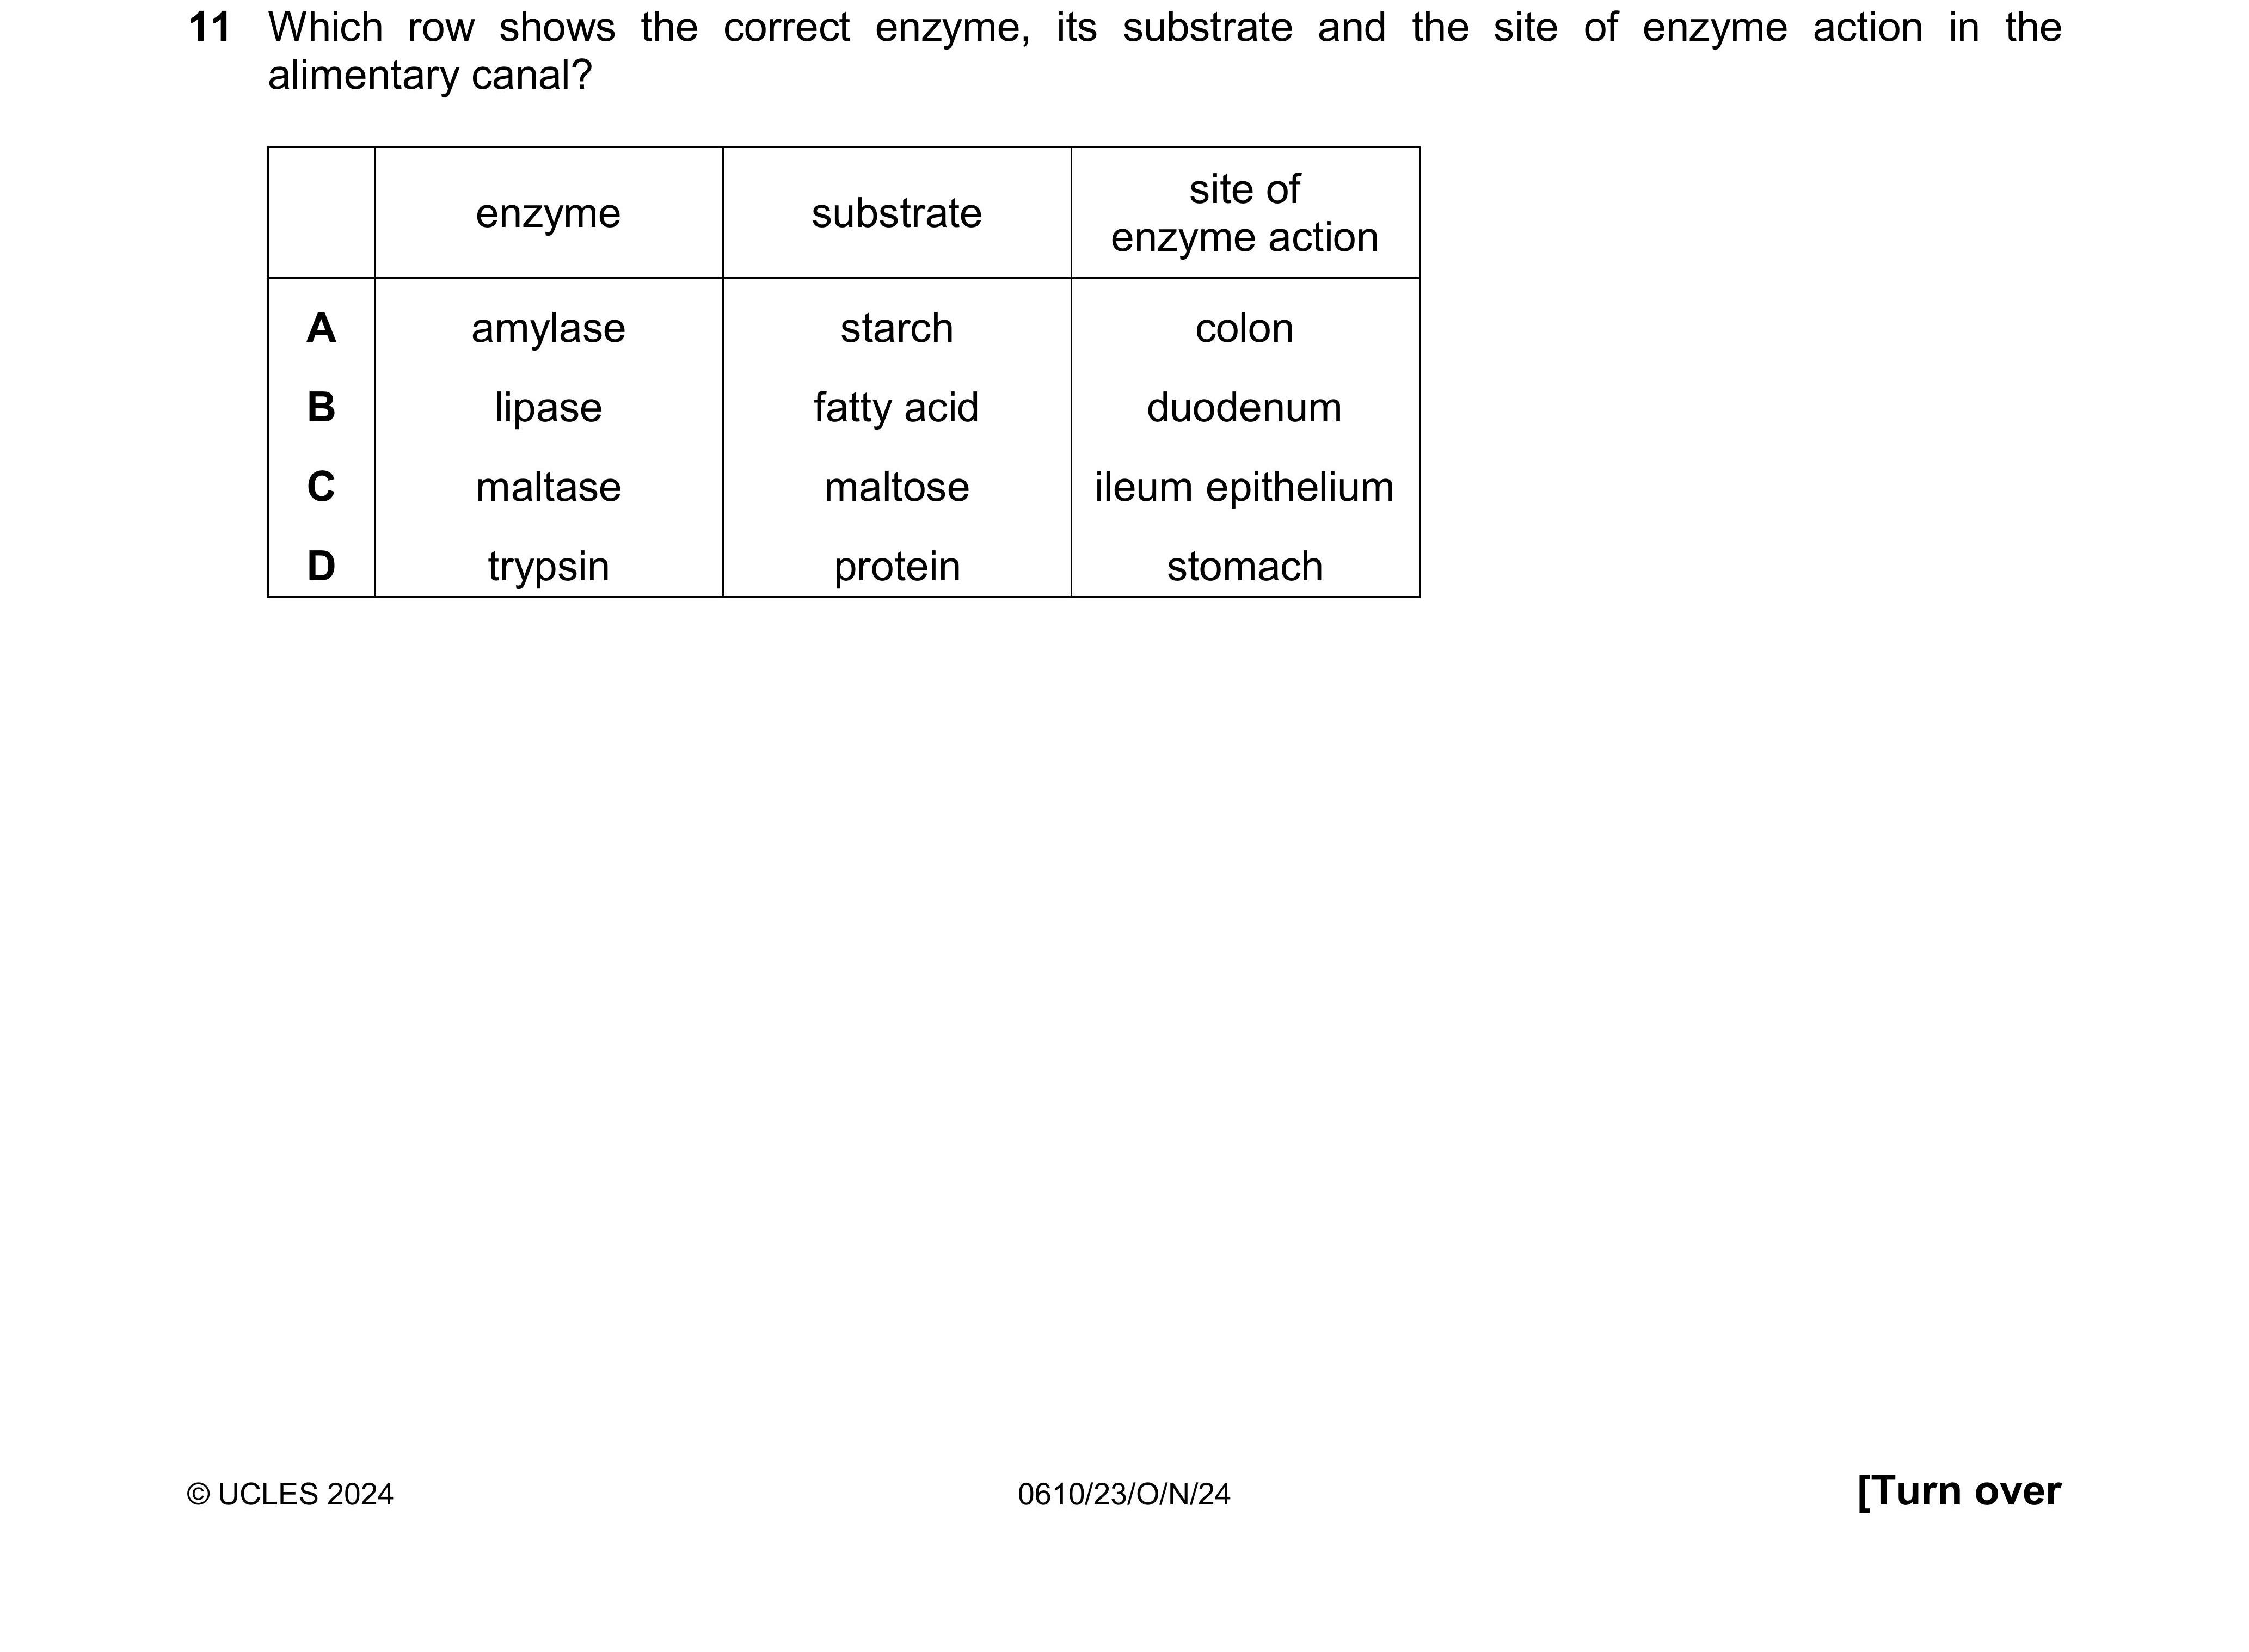 11 Which row shows the correct enzyme, its substrate and the site of enzyme action in the
alimentary canal?
enzyme substrate site of
enzyme action
A amylase starch colon
B lipase fatty acid duodenum
C maltase maltose ileum epithelium
D trypsin protein stomach
© UCLES 2024 0610/23/O/N/24 [Turn over